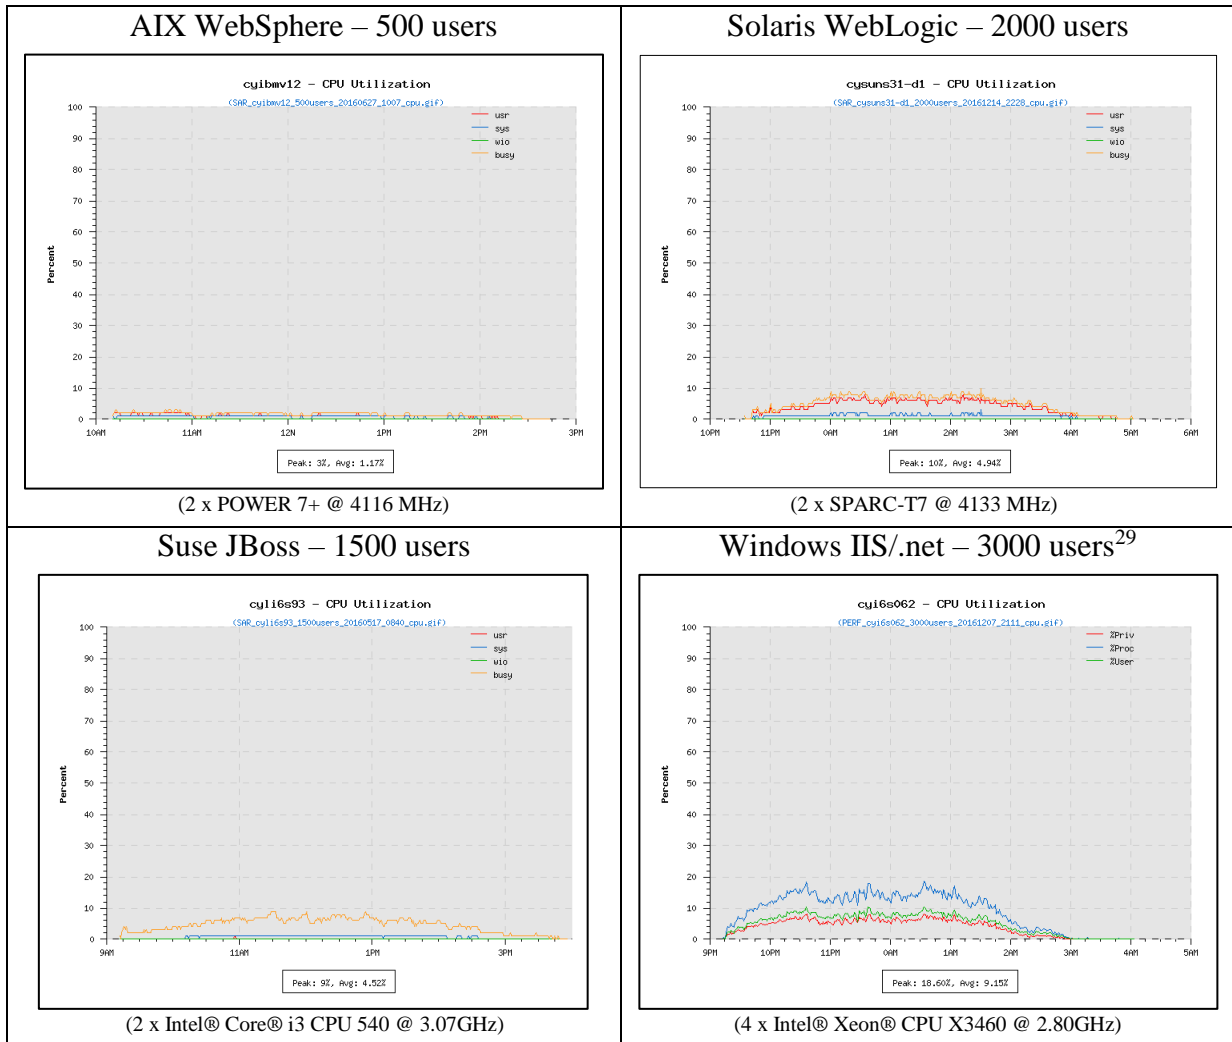 AIX WebSphere – 500 users
cyibmv12 - CPU Utilization
(SAR_cyibmv12_500users_20160627_1007_cpu.gif)
100
90
80
70
60
50
40
30
20
10
0
Percent
usr
sys
wio
busy
10AM 11AM 12N 1PM 2PM 3PM
Peak: 3%, Avg: 1.17%
(2 x POWER 7+ @ 4116 MHz)
Solaris WebLogic – 2000 users
cysuns31-d1 - CPU Utilization
(SAR_cysuns31-d1_2000users_20161214_2228_cpu.gif)
100
90
80
70
60
50
40
30
20
10
0
Percent
usr
sys
wio
busy
10PM 11PM 0AM 1AM 2AM 3AM 4AM 5AM 6AM
Peak: 10%, Avg: 4.94%
(2 x SPARC-T7 @ 4133 MHz)
Suse JBoss – 1500 users
cyli6s93 - CPU Utilization
(SAR_cyli6s93_1500users_20160517_0840_cpu.gif)
100
90
80
70
60
50
40
30
20
10
0
Percent
usr
sys
wio
busy
9AM 11AM 1PM 3PM
Peak: 9%, Avg: 4.52%
(2 x Intel® Core® i3 CPU 540 @ 3.07GHz)
Windows IIS/.net – 3000 users29
cyi6s062 - CPU Utilization
(PERF_cyi6s062_3000users_20161207_2111_cpu.gif)
100
90
80
70
60
50
40
30
20
10
0
Percent
%Priv
%Proc
%User
9PM 10PM 11PM 0AM 1AM 2AM 3AM 4AM 5AM
Peak: 18.60%, Avg: 9.15%
(4 x Intel® Xeon® CPU X3460 @ 2.80GHz)